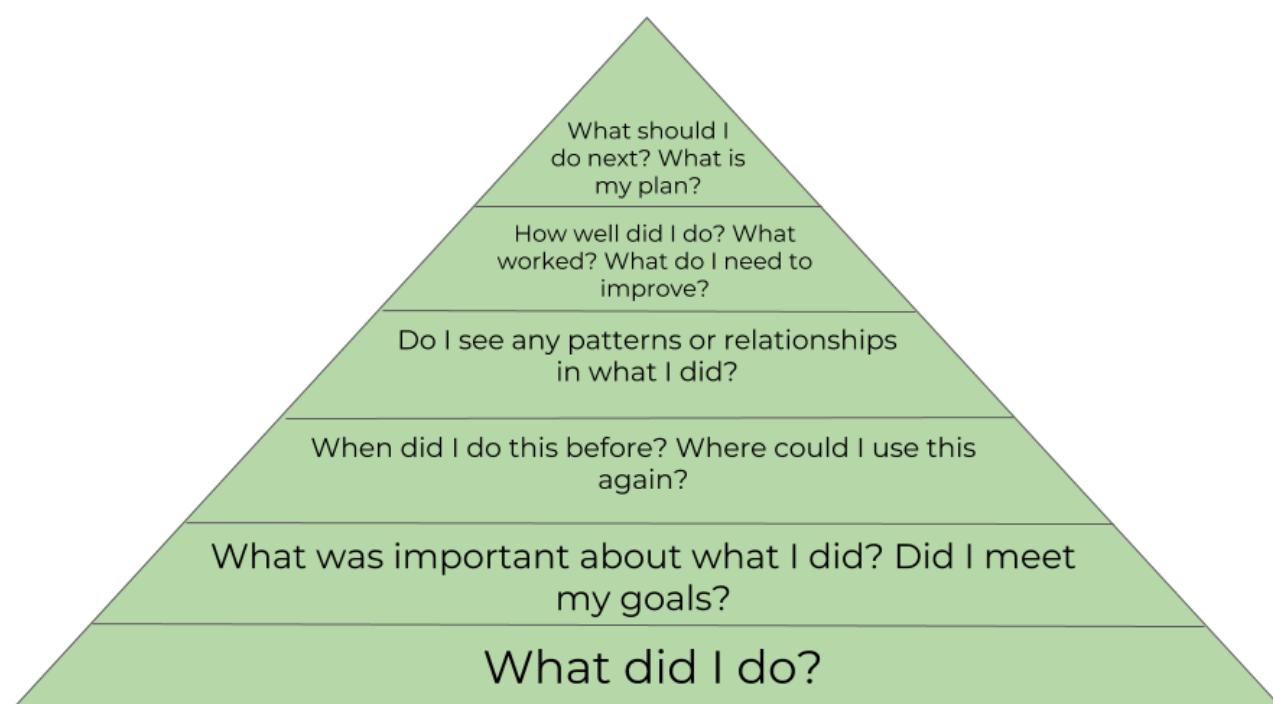 What should I
do next? What is
my plan?
How well did I do? What
worked? What do I need to
improve?
Do I see any patterns or relationships
in what I did?
When did I do this before? Where could I use this
again?
What was important about what I did? Did I meet
my goals?
What did I do?